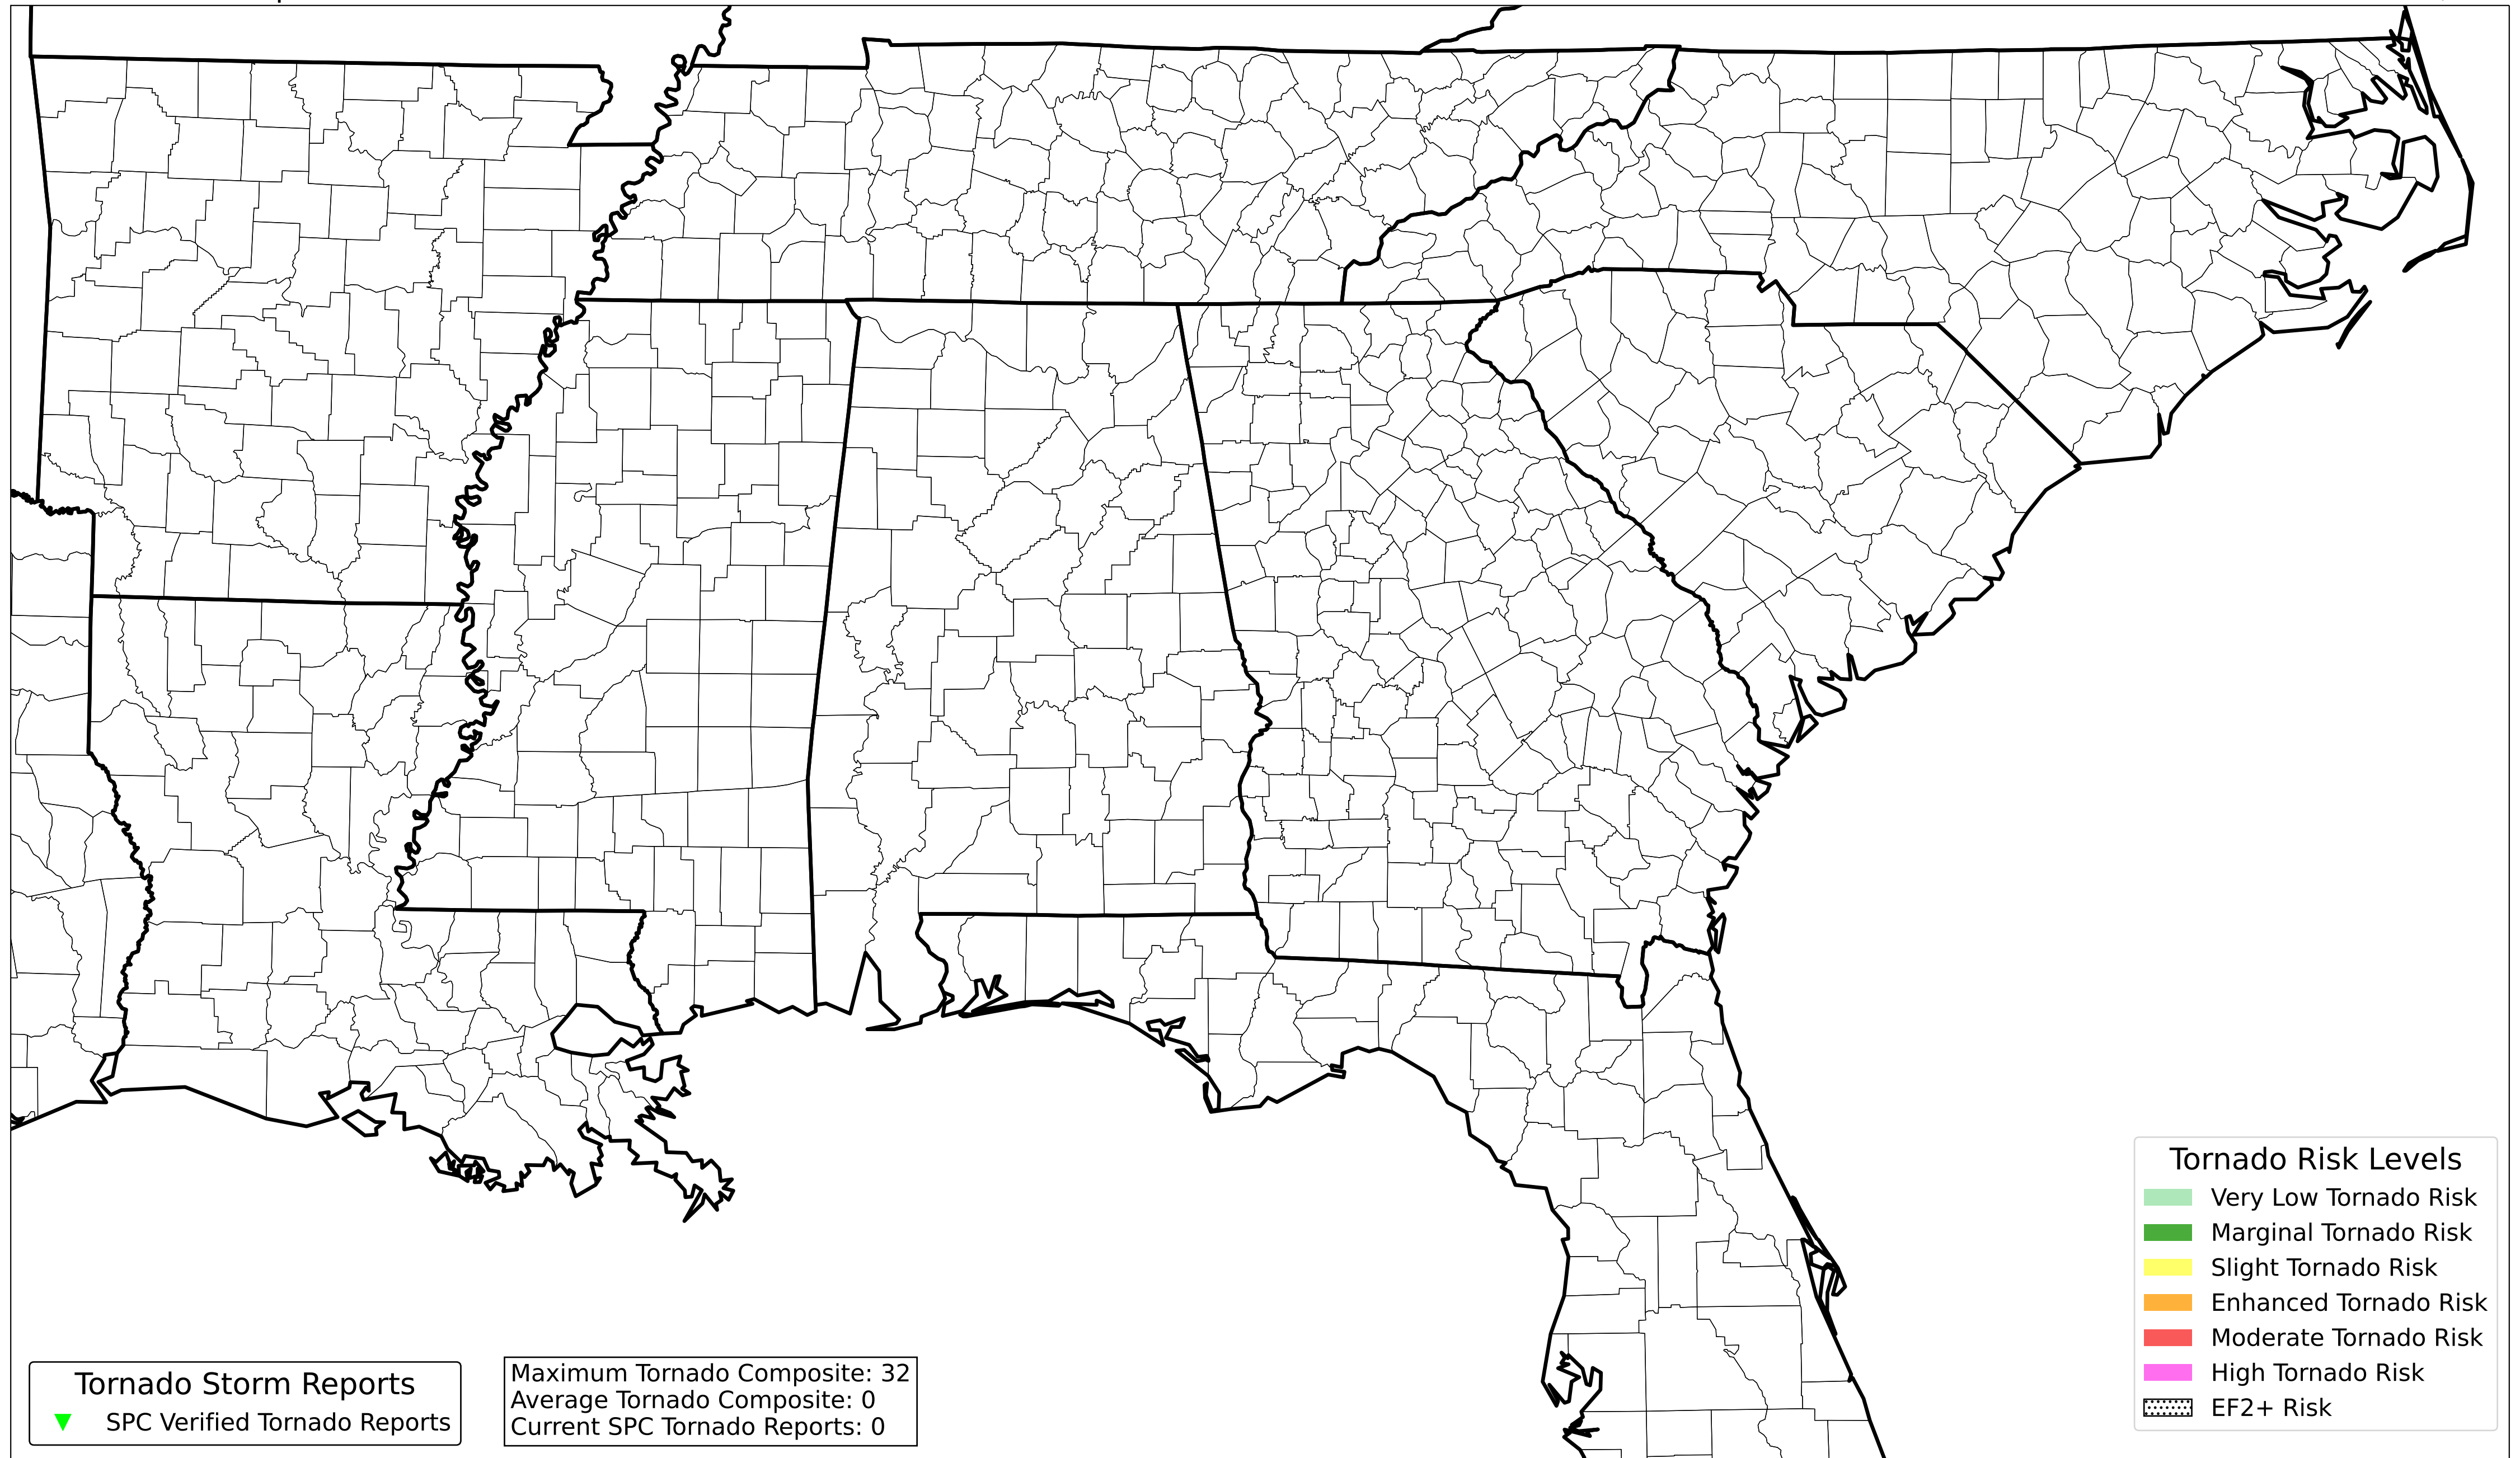 Tornado Risk Levels
Very Low Tornado Risk
Marginal Tornado Risk
Slight Tornado Risk
Enhanced Tornado Risk
Moderate Tornado Risk
High Tornado Risk
EF2+ Risk
Tornado Storm Reports
SPC Verified Tornado Reports
Maximum Tornado Composite: 32
Average Tornado Composite: 0
Current SPC Tornado Reports: 0